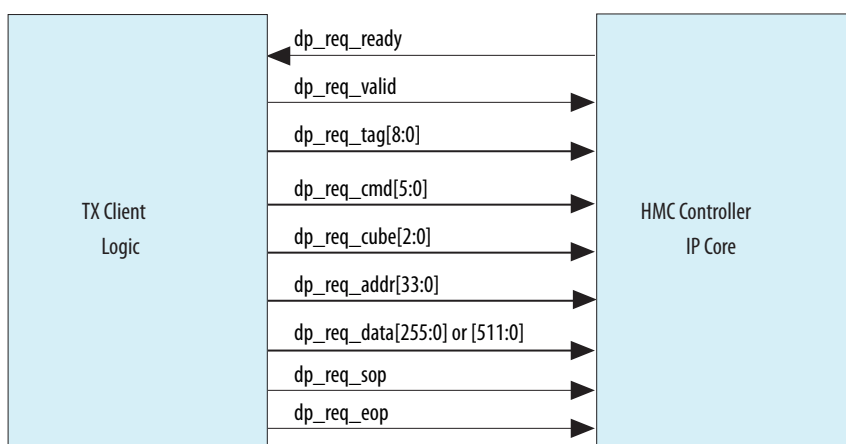 dp_req_ready
dp_req_valid
dp_req_tag[8:0]
dp_req_cmd[5:0]
TX Client
Logic
HMC Controller
IP Core
dp_req_cube[2:0]
dp_req_addr[33:0]
dp_req_data[255:0] or [511:0]
dp_req_sop
dp_req_eop